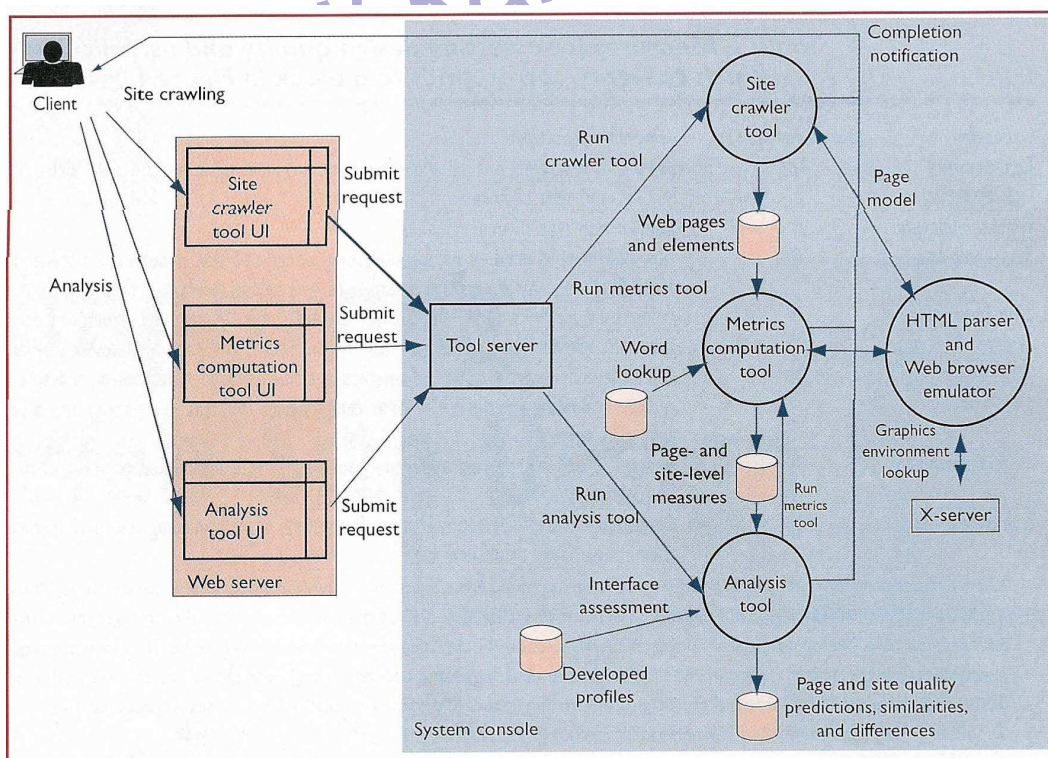 Completion
notification
Client
Site crawling
Site
crawler
tool
Run
crawler tool
Site
crawler
tool UI
Submit
request
Page
model
Web pages
and elements
Analysis
Run metrics tool
Metrics
computation
tool UI
Submit
request
Tool server
Word
lookup
Metrics
computation
tool
HTML parser
and
Web browser
emulator
Page- and
site-level
measures
Graphics
environment
lookup
Run
metrics
tool
X-server
Analysis
tool UI
Submit
request
Run
analysis tool
Web server
Interface
assessment
Analysis
tool
Developed
profiles
Page and site quality
predictions, similarities,
and differences
System console